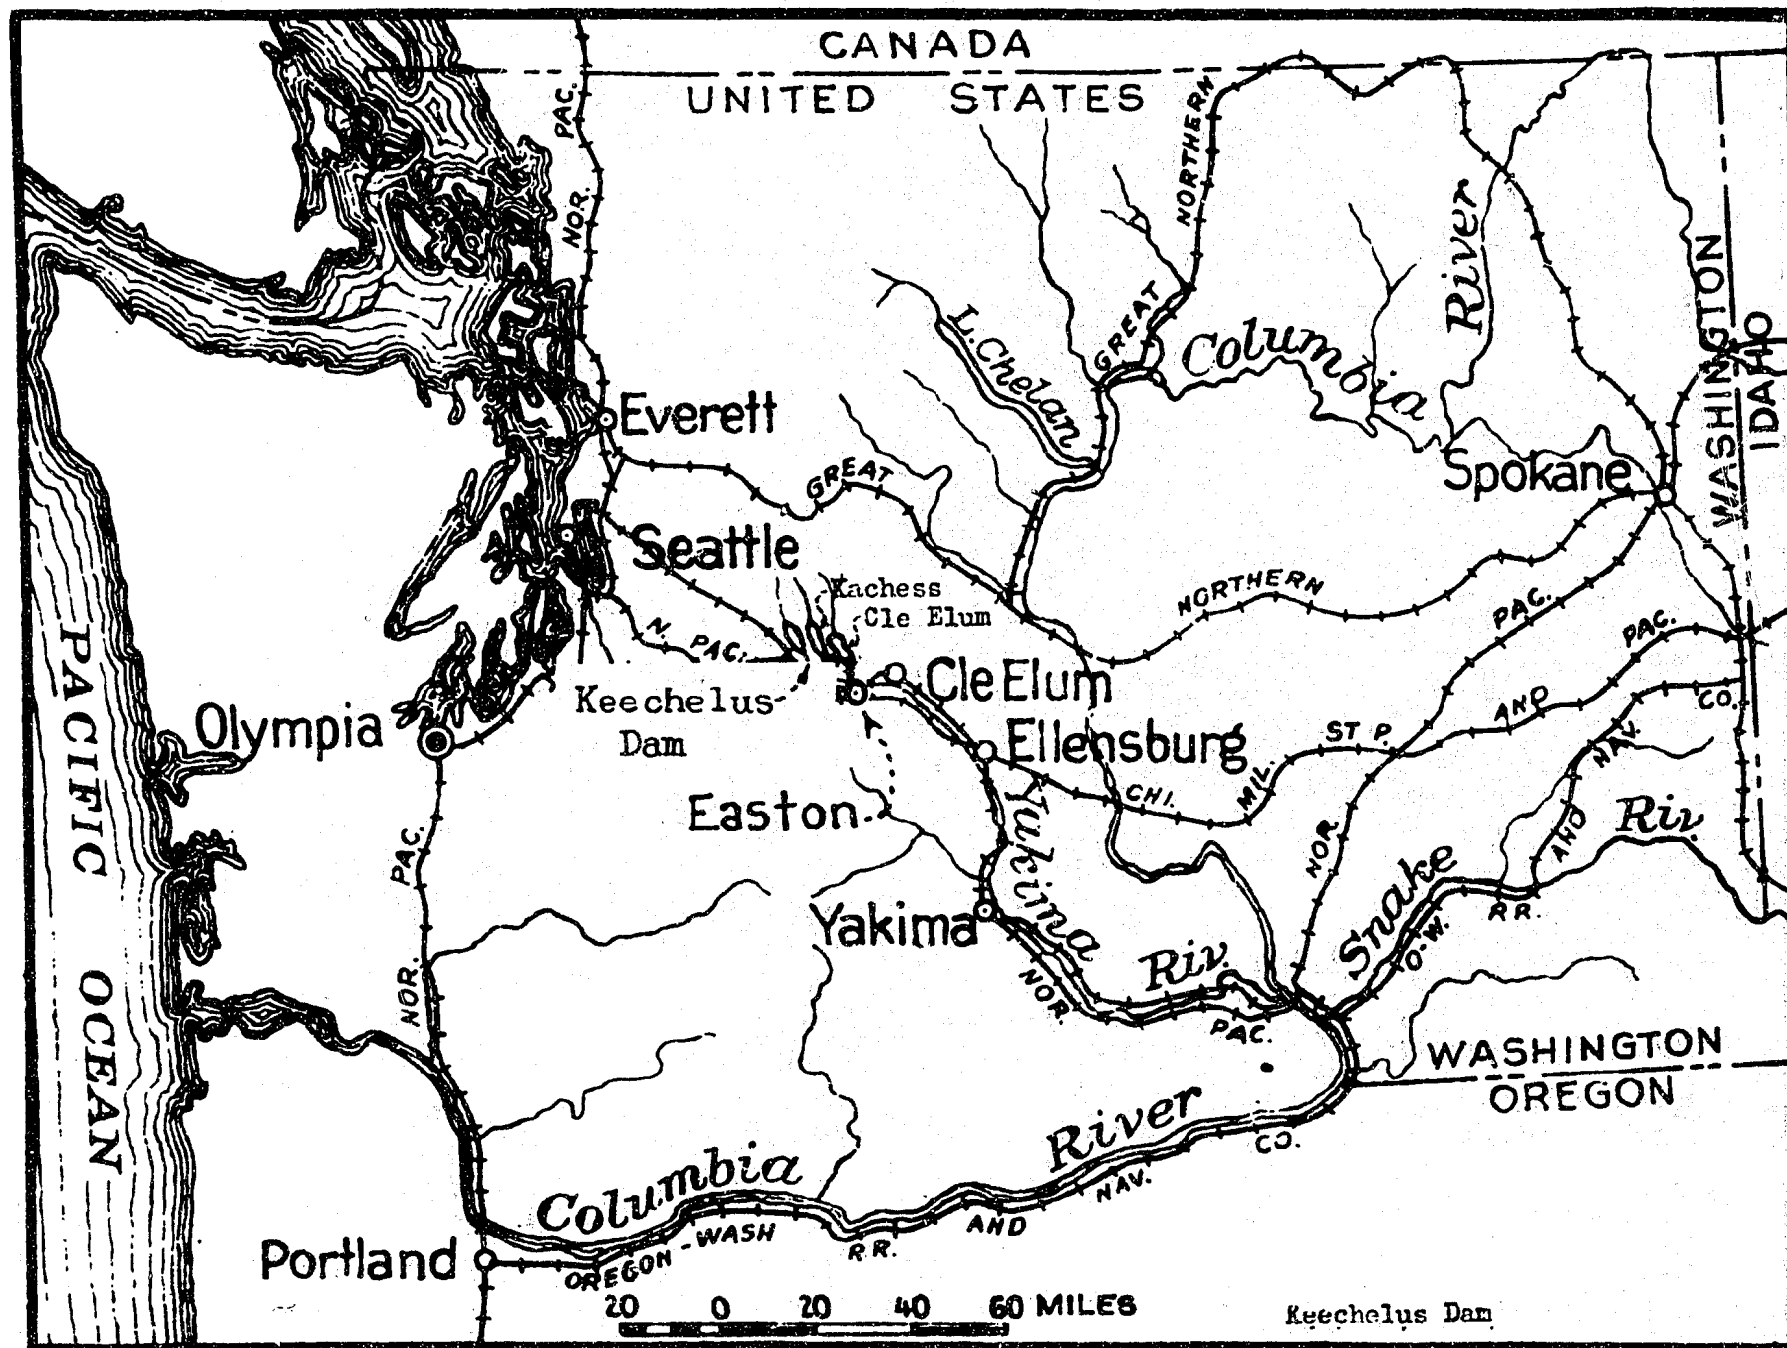 CANADA
UNITED STATES
PAC.
NOR.
NORTHERN
GREAT
L.Chelan
Columbia
River
WASHINGTON
IDAHO
Everett
GREAT
Spokane
Seattle
Kachess
Cle Elum
NORTHERN
PAC.
PAC.
N. PAC.
Keechelus
Dam
Cle Elum
Olympia
Ellensburg
ST P. AND
CO.
NAV.
MIL.
CHI.
Easton
Yakima
Riv.
NOR.
AND
Riv
Snake
R.R.
O-W.
PAC.
NOR.
Yakima
NOR.
PAC.
PACIFIC
OCEAN
WASHINGTON
OREGON
River
CO.
NAV.
AND
R.R.
Columbia
OREGON - WASH
Portland
20 0 20 40 60 MILES
Keechelus Dam